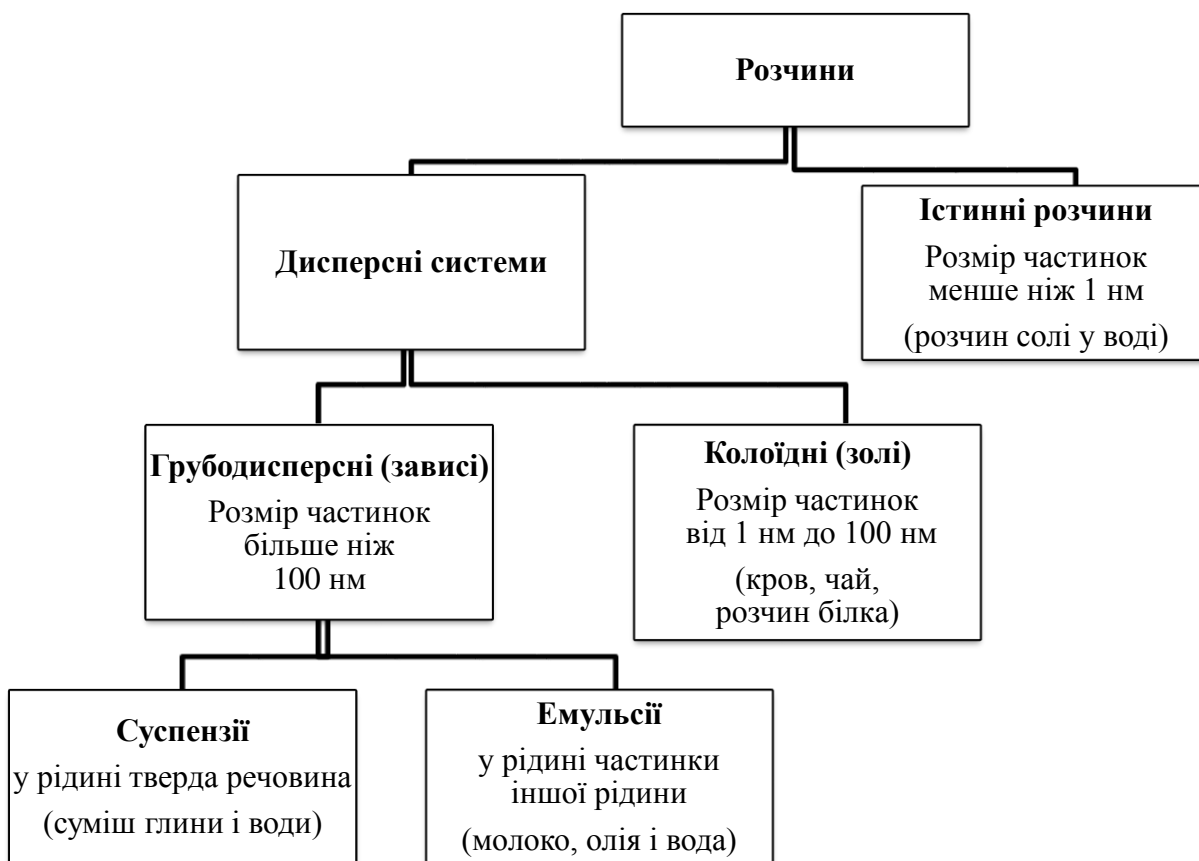 Розчини
Дисперсні системи
Істинні розчини
Розмір частинок
менше ніж 1 нм
(розчин солі у воді)
Грубодисперсні (зависі)
Розмір частинок
більше ніж
100 нм
Колоїдні (золі)
Розмір частинок
від 1 нм до 100 нм
(кров, чай,
розчин білка)
Суспензії
у рідині тверда речовина
(суміш глини і води)
Емульсії
у рідині частинки
іншої рідини
(молоко, олія і вода)